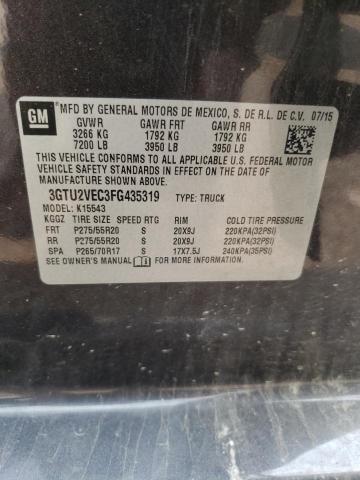 GM
MFD BY GENERAL MOTORS DE MEXICO, S. DE R.L. DE C.V. 07/15
GVWR GAWR FRT GAWR RR
3266 KG 1792 KG 1792 KG
7200 LB 3950 LB 3950 LB
THIS VEHICLE CONFORMS TO ALL APPLICABLE U.S. FEDERAL MOTOR
VEHICLE SAFETY STANDARDS IN EFFECT ON THE DATE OF
MANUFACTURE SHOWN ABOVE.
3GTU2VEC3FG435319 TYPE: TRUCK
MODEL: K15543
KGGZ TIRE SIZE SPEED RTG RIM COLD TIRE PRESSURE
FRT P275/55R20 S 20X9J 220KPA(32PSI)
RR P275/55R20 S 20X9J 220KPA(32PSI)
SPA P265/70R17 S 17X7.5J 240KPA(35PSI)
SEE OWNER'S MANUAL FOR MORE INFORMATION.